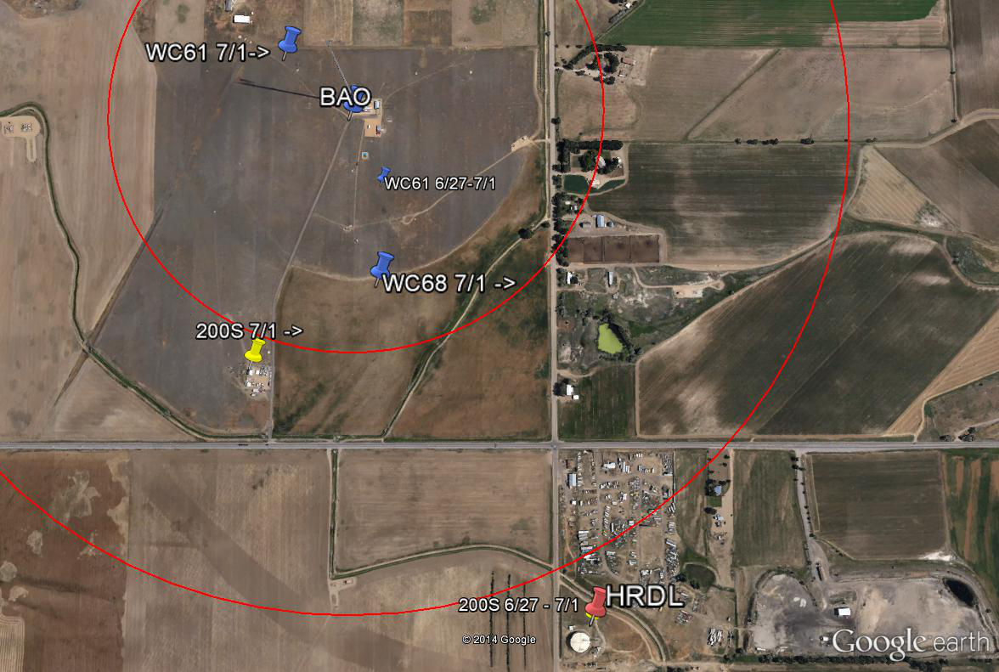 WC61 7/1->
BAO
WC61 6/27-7/1
WC68 7/1 ->
200S 7/1 ->
200S 6/27 - 7/1
HRDL
© 2014 Google
Google earth